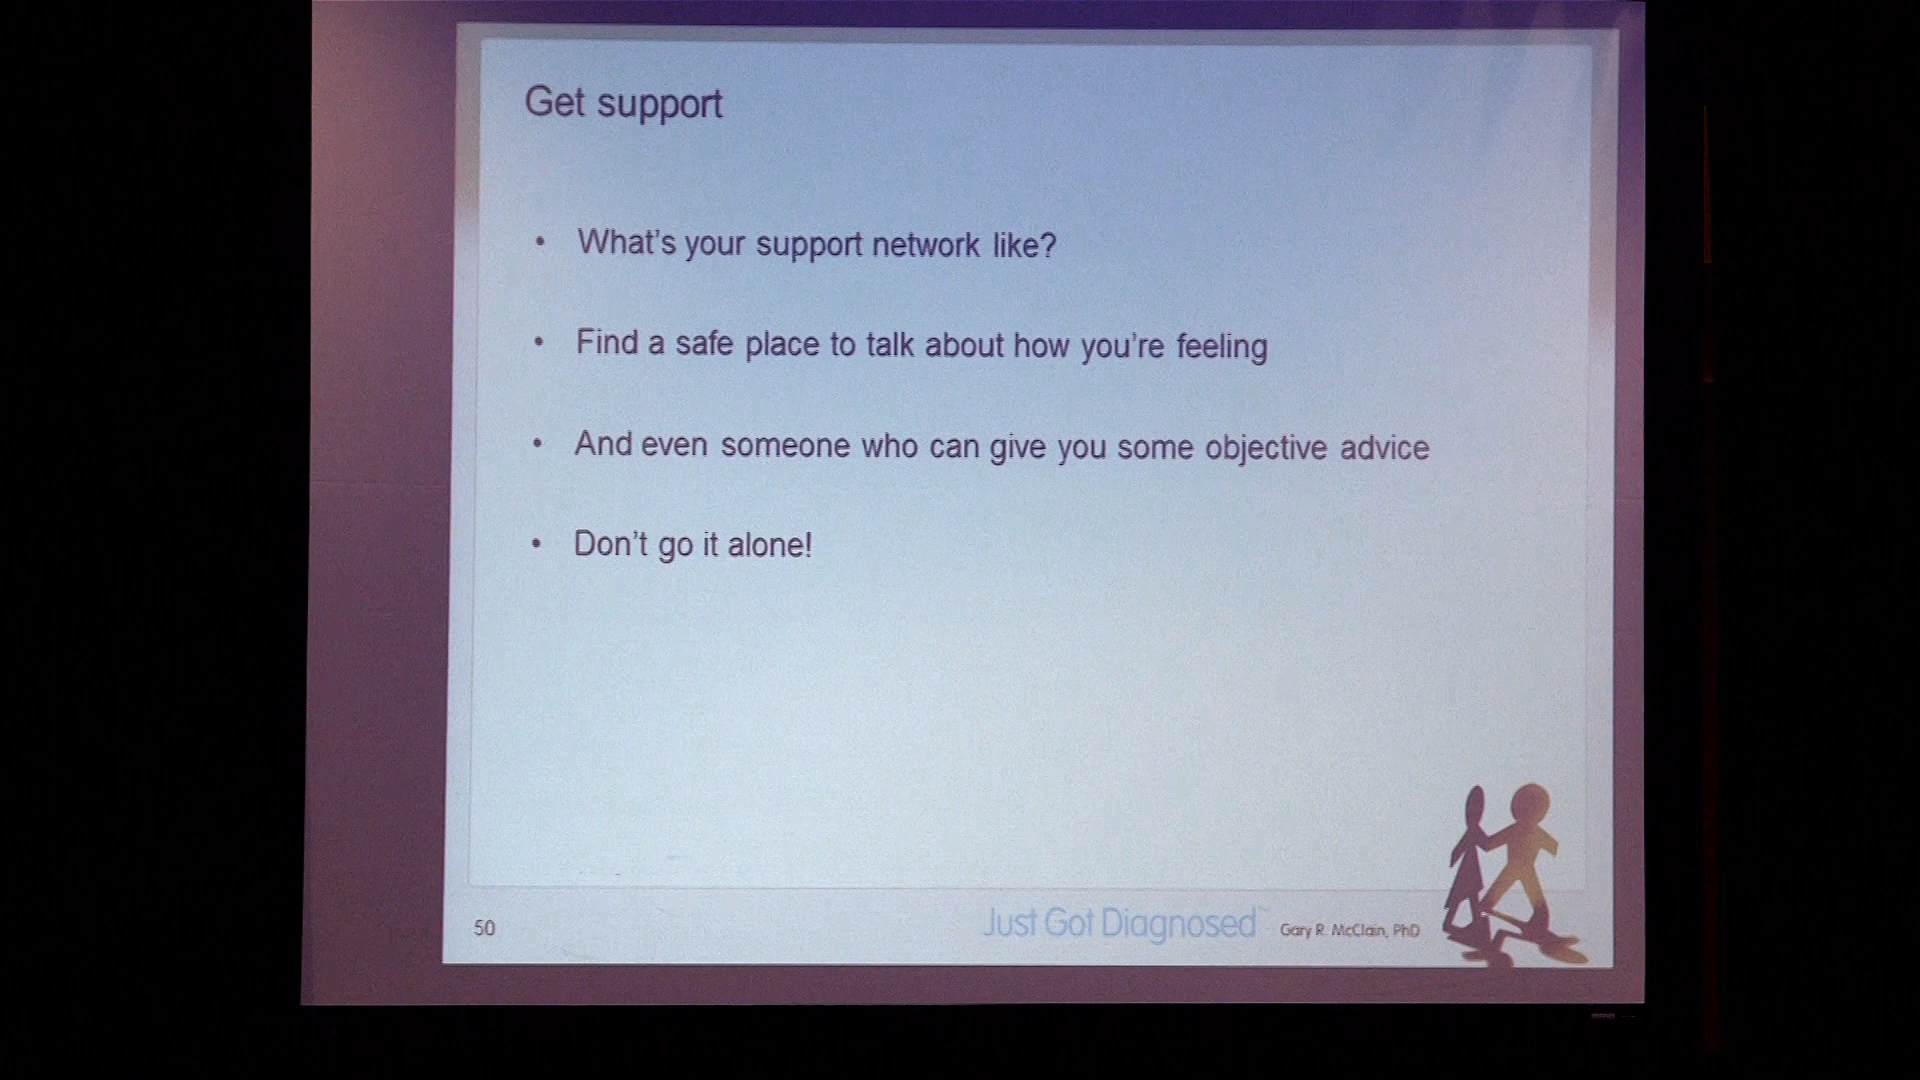 Get support
• What's your support network like?
• Find a safe place to talk about how you're feeling
• And even someone who can give you some objective advice
• Don't go it alone!
50
Just Got Diagnosed™
Gary R. McClain, PhD